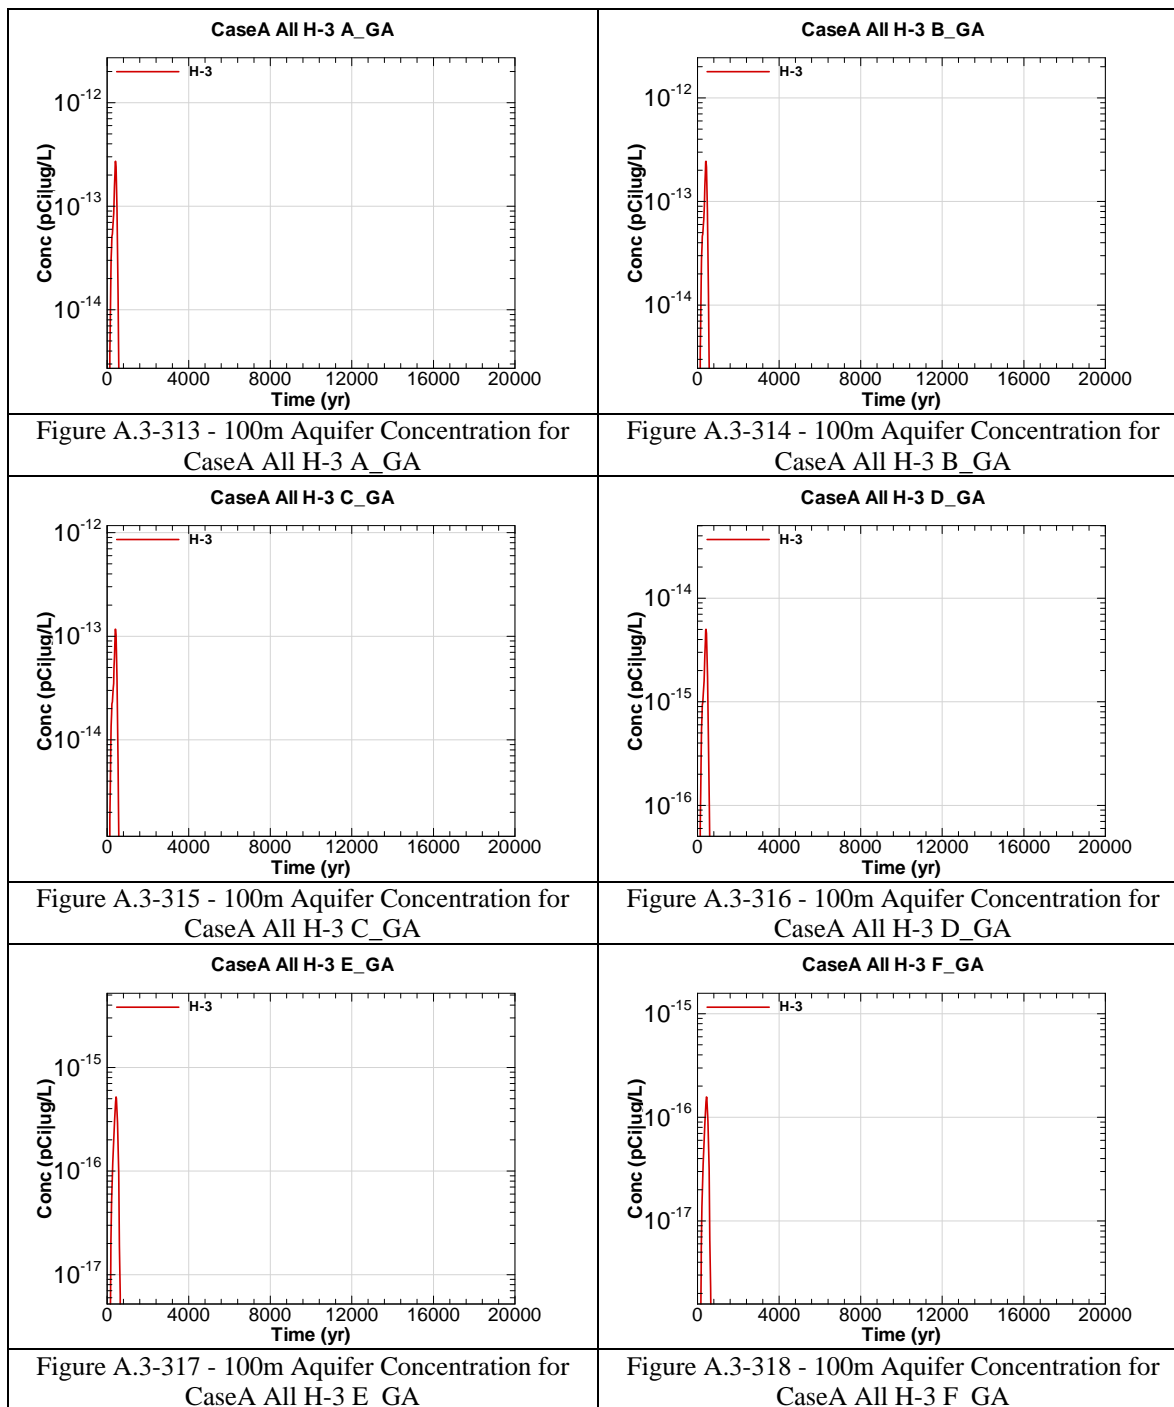 CaseA All H-3 A_GA
H-3
Conc (pCi|ug/L)
10-12
10-13
10-14
0 4000 8000 12000 16000 20000
Time (yr)
Figure A.3-313 - 100m Aquifer Concentration for
CaseA All H-3 A_GA
CaseA All H-3 B_GA
H-3
Conc (pCi|ug/L)
10-12
10-13
10-14
0 4000 8000 12000 16000 20000
Time (yr)
Figure A.3-314 - 100m Aquifer Concentration for
CaseA All H-3 B_GA
CaseA All H-3 C_GA
H-3
Conc (pCi|ug/L)
10-12
10-13
10-14
0 4000 8000 12000 16000 20000
Time (yr)
Figure A.3-315 - 100m Aquifer Concentration for
CaseA All H-3 C_GA
CaseA All H-3 D_GA
H-3
Conc (pCi|ug/L)
10-14
10-15
10-16
0 4000 8000 12000 16000 20000
Time (yr)
Figure A.3-316 - 100m Aquifer Concentration for
CaseA All H-3 D_GA
CaseA All H-3 E_GA
H-3
Conc (pCi|ug/L)
10-15
10-16
10-17
0 4000 8000 12000 16000 20000
Time (yr)
Figure A.3-317 - 100m Aquifer Concentration for
CaseA All H-3 E_GA
CaseA All H-3 F_GA
H-3
Conc (pCi|ug/L)
10-15
10-16
10-17
0 4000 8000 12000 16000 20000
Time (yr)
Figure A.3-318 - 100m Aquifer Concentration for
CaseA All H-3 F_GA